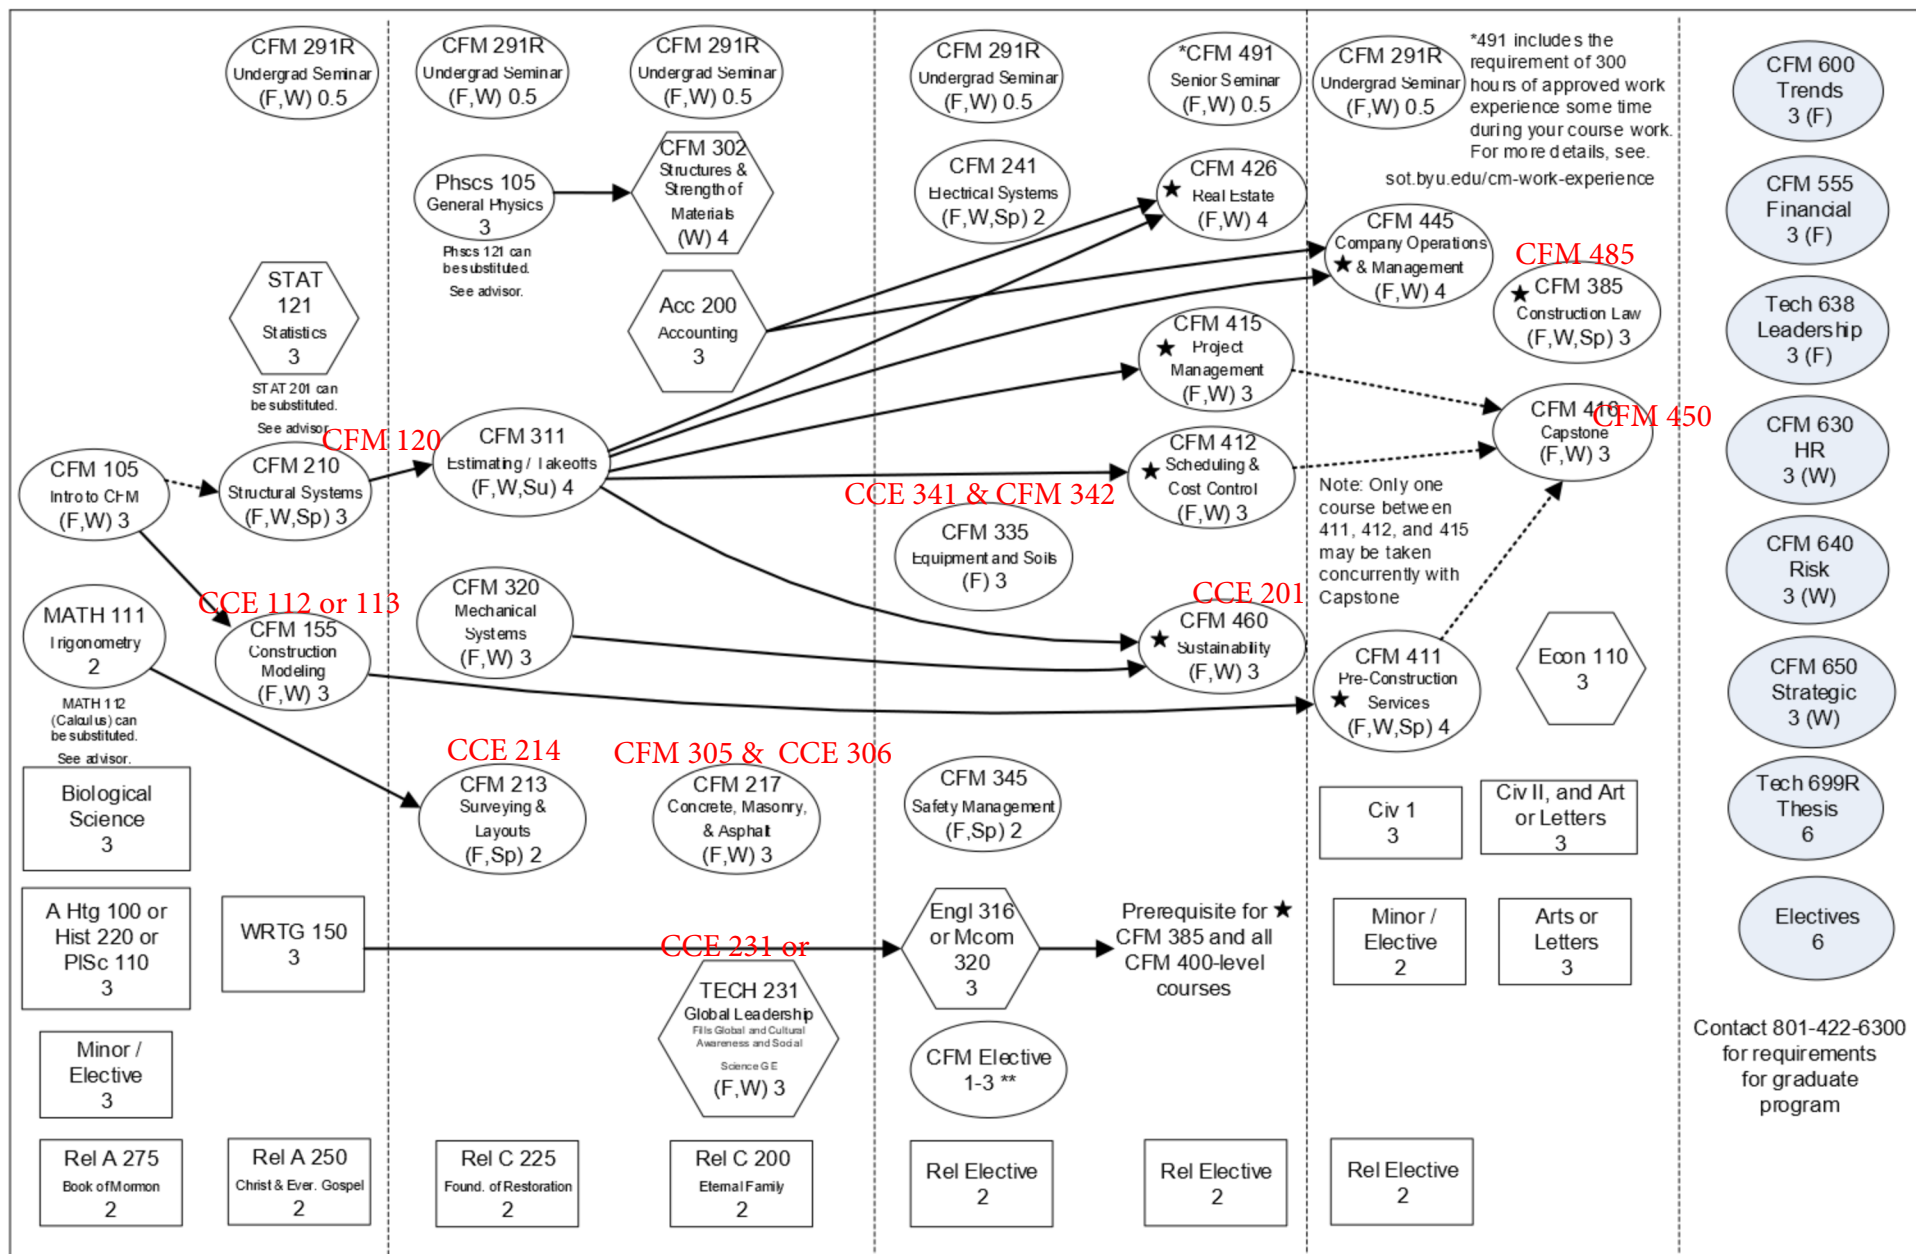 CFM 291R
Undergrad Seminar
(F,W) 0.5
CFM 291R
Undergrad Seminar
(F,W) 0.5
CFM 291R
Undergrad Seminar
(F,W) 0.5
CFM 291R
Undergrad Seminar
(F,W) 0.5
*CFM 491
Senior Seminar
(F,W) 0.5
CFM 291R
Undergrad Seminar
(F,W) 0.5
*491 includes the
requirement of 300
hours of approved work
experience some time
during your course work.
For more details, see.
sot.byu.edu/cm-work-experience
CFM 600
Trends
3 (F)
Phscs 105
General Physics
3
Phscs 121 can
be substituted.
See advisor.
CFM 302
Structures &
Strength of
Materials
(W) 4
CFM 241
Electrical Systems
(F,W,Sp) 2
★ CFM 426
Real Estate
(F,W) 4
CFM 555
Financial
3 (F)
STAT
121
Statistics
3
STAT 201 can
be substituted.
See advisor
Acc 200
Accounting
3
CFM 445
Company Operations
★ & Management
(F,W) 4
CFM 485
★ CFM 385
Construction Law
(F,W,Sp) 3
CFM 415
★ Project
Management
(F,W) 3
Tech 638
Leadership
3 (F)
CFM 105
Intro to CFM
(F,W) 3
CFM 120
CFM 210
Structural Systems
(F,W,Sp) 3
CFM 311
Estimating / Takeoffs
(F,W,Su) 4
CFM 412
★ Scheduling &
Cost Control
(F,W) 3
CFM 450
CFM 416
Capstone
(F,W) 3
CFM 630
HR
3 (W)
CCE 341 & CFM 342
CFM 335
Equipment and Soils
(F) 3
Note: Only one
course between
411, 412, and 415
may be taken
concurrently with
Capstone
CFM 640
Risk
3 (W)
MATH 111
Trigonometry
2
MATH 112
(Calculus) can
be substituted.
See advisor.
CCE 112 or 113
CFM 155
Construction
Modeling
(F,W) 3
CFM 320
Mechanical
Systems
(F,W) 3
CCE 201
CFM 460
★ Sustainability
(F,W) 3
CFM 411
Pre-Construction
★ Services
(F,W,Sp) 4
Econ 110
3
CFM 650
Strategic
3 (W)
Biological
Science
3
CCE 214
CFM 213
Surveying &
Layouts
(F,Sp) 2
CFM 305 & CCE 306
CFM 217
Concrete, Masonry,
& Asphalt
(F,W) 3
CFM 345
Safety Management
(F,Sp) 2
Civ 1
3
Civ II, and Art
or Letters
3
Tech 699R
Thesis
6
A Htg 100 or
Hist 220 or
PlSc 110
3
WRTG 150
3
CCE 231 or
TECH 231
Global Leadership
Fills Global and Cultural
Awareness and Social
Science GE
(F,W) 3
Engl 316
or Mcom
320
3
Prerequisite for ★
CFM 385 and all
CFM 400-level
courses
Minor /
Elective
2
Arts or
Letters
3
Electives
6
Minor /
Elective
3
CFM Elective
1-3 **
Contact 801-422-6300
for requirements
for graduate
program
Rel A 275
Book of Mormon
2
Rel A 250
Christ & Ever. Gospel
2
Rel C 225
Found. of Restoration
2
Rel C 200
Eternal Family
2
Rel Elective
2
Rel Elective
2
Rel Elective
2